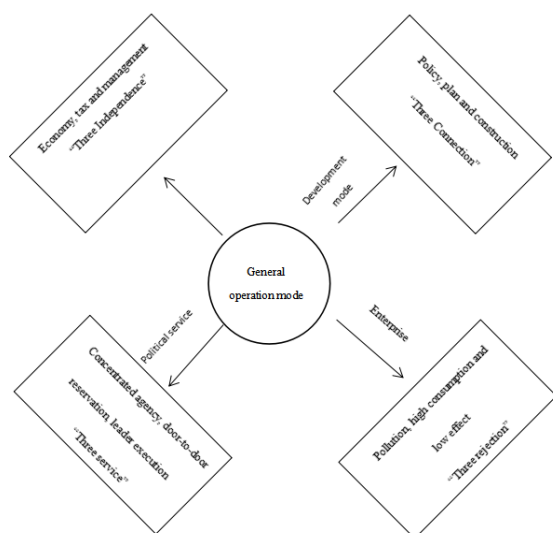 Economy, tax and management
“Three Independence”
Policy, plan and construction
“Three Connection”
Development
mode
General
operation mode
Political service
Enterprise
Concentrated agency, door-to-door
reservation, leader execution
“Three service”
Pollution, high consumption and
low effect
“Three rejection”